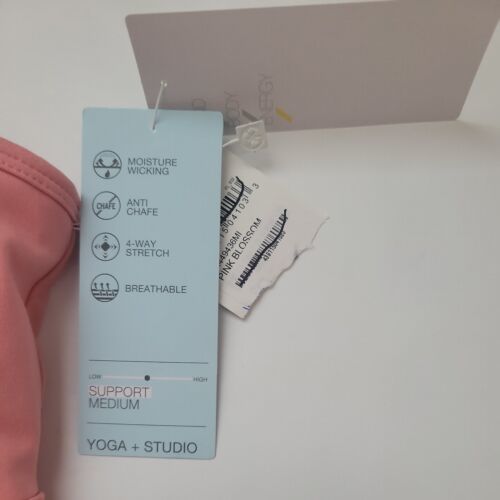 MOISTURE
WICKING
CHAFE
ANTI
CHAFE
4-WAY
STRETCH
BREATHABLE
LOW
HIGH
SUPPORT
MEDIUM
YOGA + STUDIO
PINK BLOSSOM